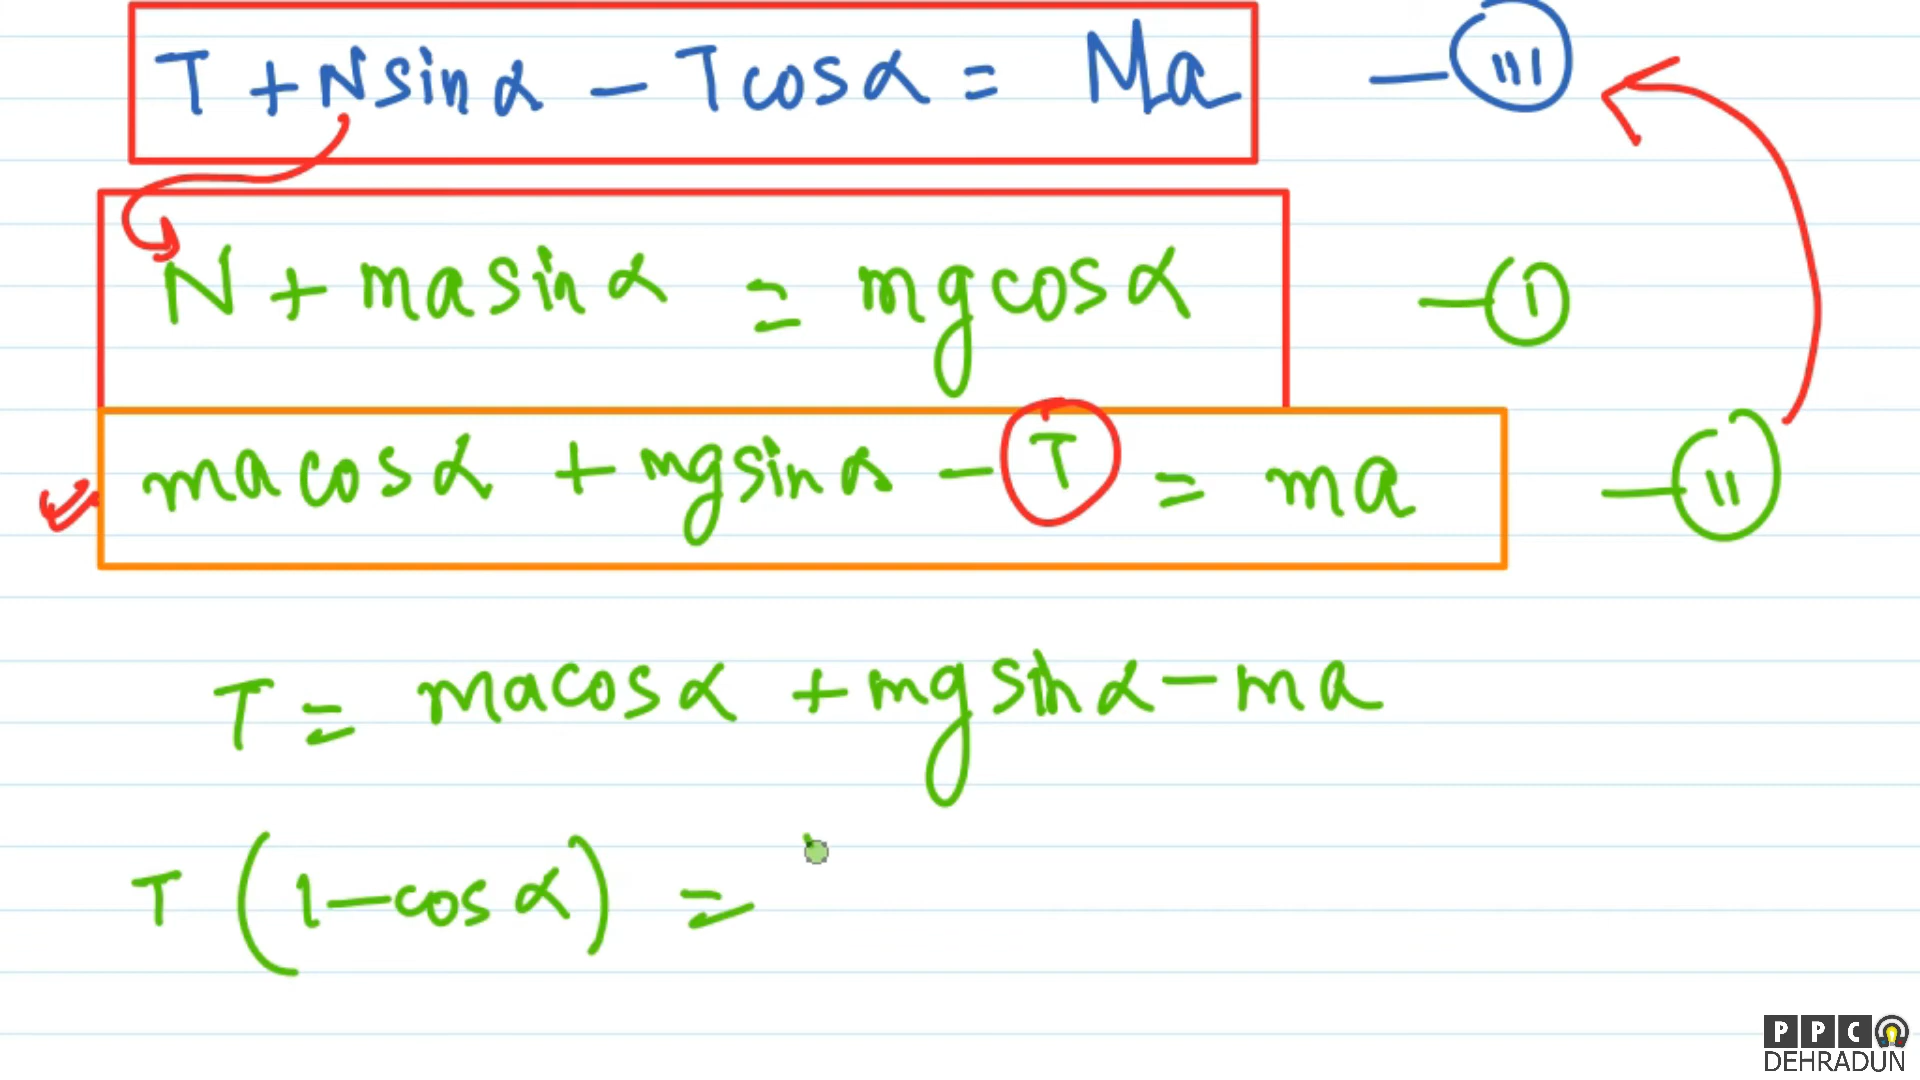 T + N sin α - T cos α = Ma — III
N + ma sin α = mg cos α — I
ma cos α + mg sin α - T = ma — II
T = ma cos α + mg sin α - ma
T (1 - cos α) =
PPC
DEHRADUN